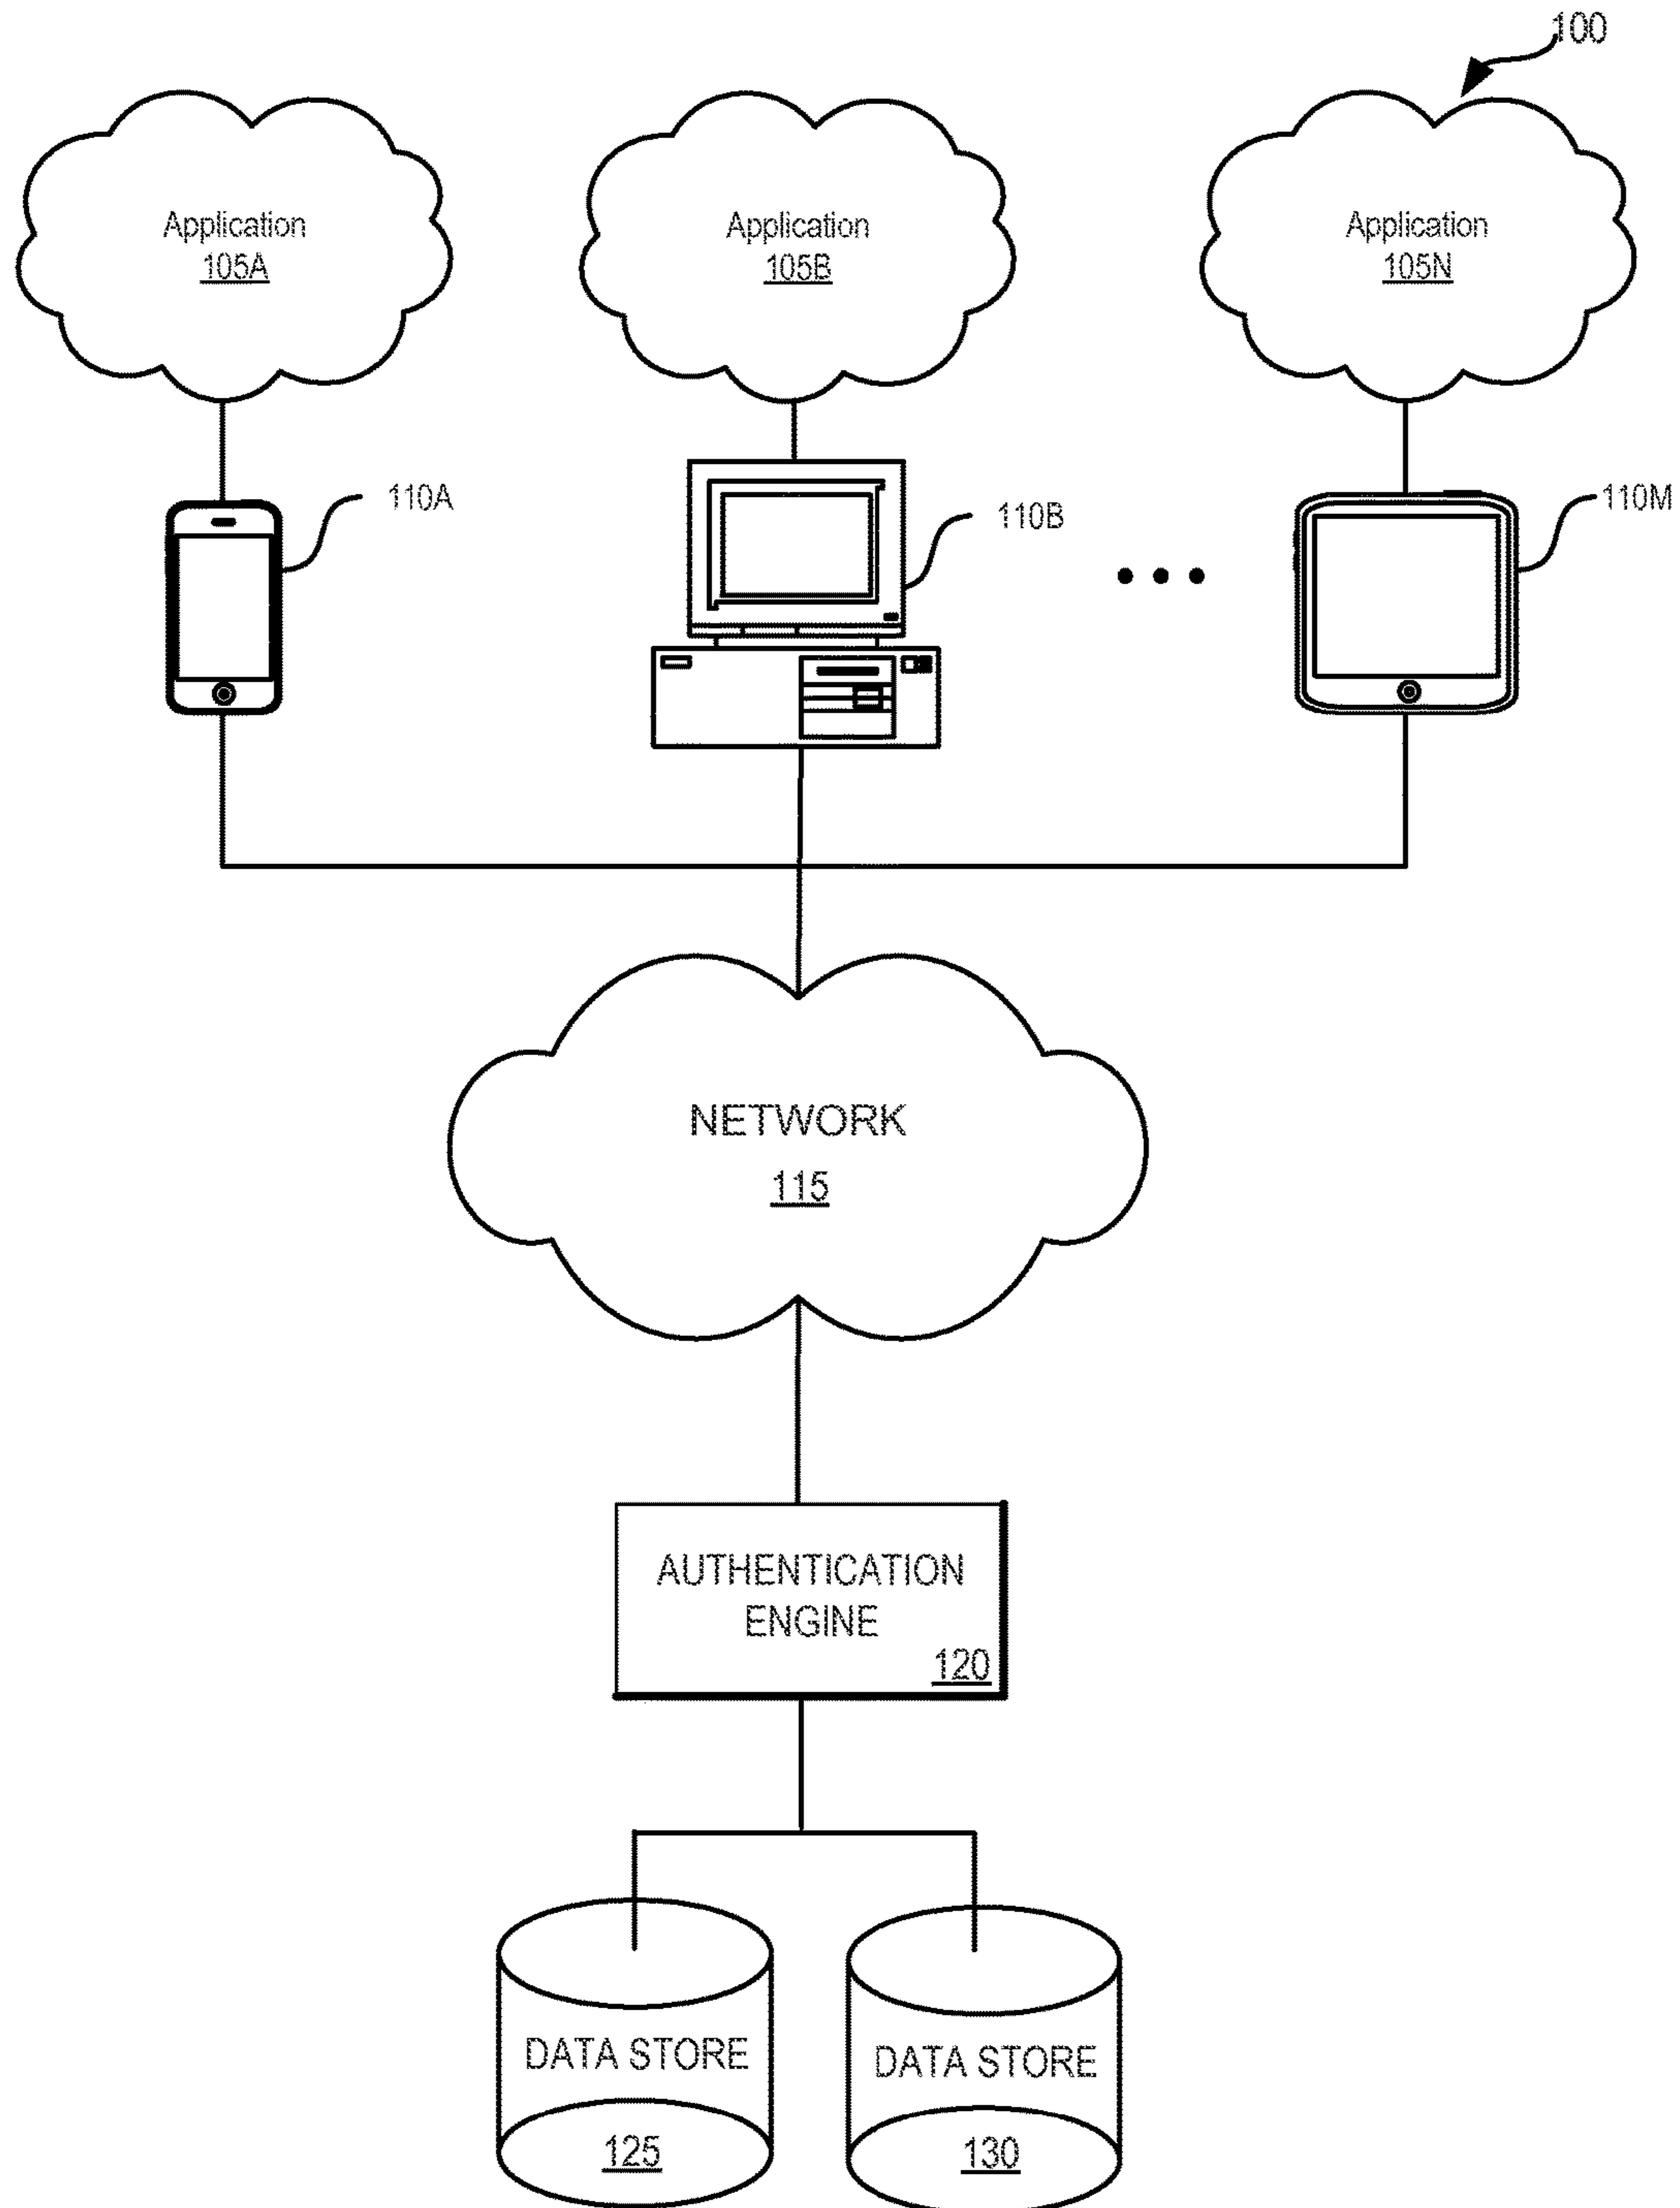 100
Application
105A
Application
105B
Application
105N
110A
110B
110M
NETWORK
115
AUTHENTICATION
ENGINE
120
DATA STORE
125
DATA STORE
130